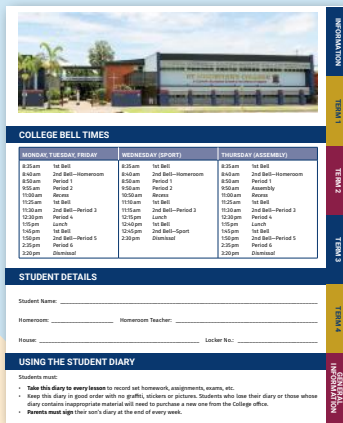 ST AUGUSTINE'S COLLEGE
COLLEGE BELL TIMES
MONDAY, TUESDAY, FRIDAY
8:35am 1st Bell
8:40am 2nd Bell—Homeroom
8:50am Period 1
9:55am Period 2
11:00am Recess
11:25am 1st Bell
11:30am 2nd Bell—Period 3
12:30pm Period 4
1:15pm Lunch
1:45pm 1st Bell
1:50pm 2nd Bell—Period 5
2:35pm Period 6
3:20pm Dismissal
WEDNESDAY (SPORT)
8:35am 1st Bell
8:40am 2nd Bell—Homeroom
8:50am Period 1
9:50am Period 2
10:50am Recess
11:10am 1st Bell
11:15am 2nd Bell—Period 3
12:15pm Lunch
12:40pm 1st Bell
12:45pm 2nd Bell—Sport
2:30pm Dismissal
THURSDAY (ASSEMBLY)
8:35am 1st Bell
8:40am 2nd Bell—Homeroom
8:50am Period 1
9:50am Assembly
11:00am Recess
11:25am 1st Bell
11:30am 2nd Bell—Period 3
12:30pm Period 4
1:15pm Lunch
1:45pm 1st Bell
1:50pm 2nd Bell—Period 5
2:35pm Period 6
3:20pm Dismissal
STUDENT DETAILS
Student Name:
Homeroom: Homeroom Teacher:
House: Locker No.:
USING THE STUDENT DIARY
Students must:
• Take this diary to every lesson to record set homework, assignments, exams, etc.
• Keep this diary in good order with no graffiti, stickers or pictures. Students who lose their diary or those whose
diary contains inappropriate material will need to purchase a new one from the College office.
• Parents must sign their son's diary at the end of every week.
INFORMATION
TERM 1
TERM 2
TERM 3
TERM 4
GENERAL
INFORMATION